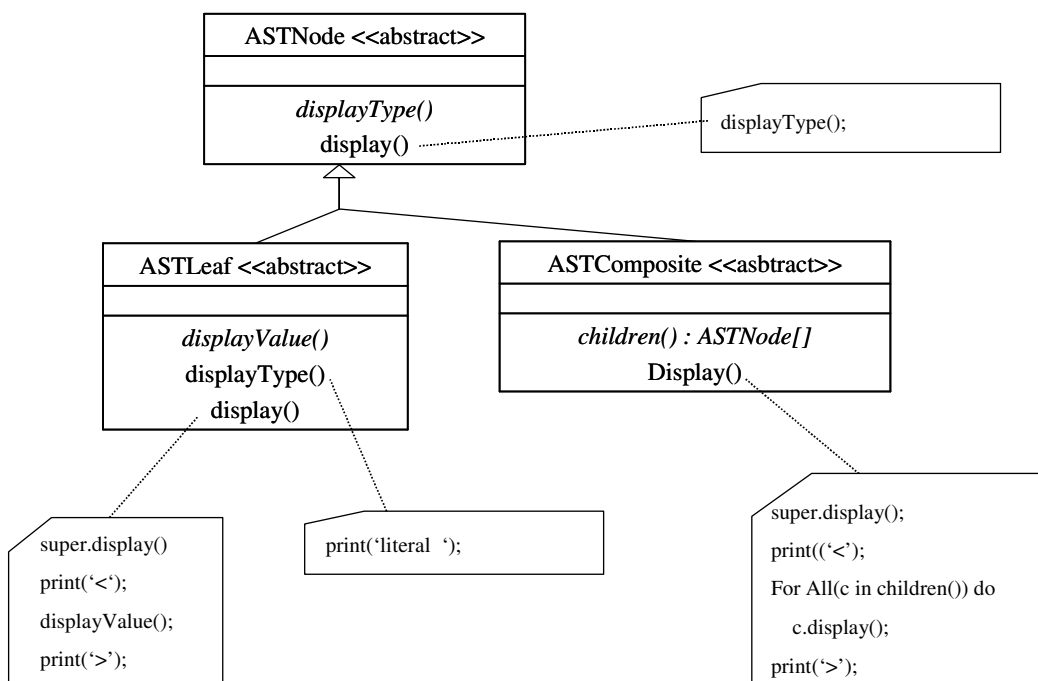 ASTNode <<abstract>>
displayType()
display()
displayType();
ASTLeaf <<abstract>>
displayValue()
displayType()
display()
ASTComposite <<asbtract>>
children() : ASTNode[]
Display()
super.display()
print(‘<‘);
displayValue();
print(‘>’);
print(‘literal  ‘);
super.display();
print((‘<’);
For All(c in children()) do
c.display();
print(‘>’);